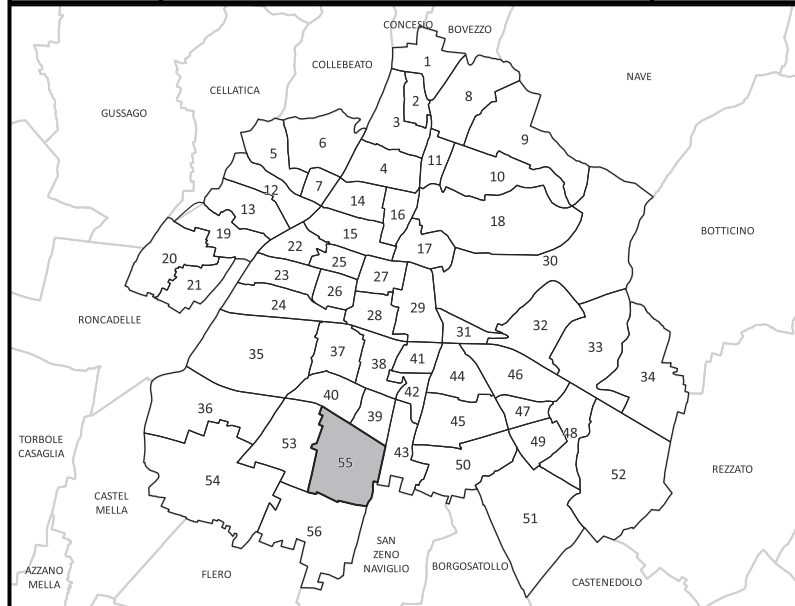 CONCESIO
BOVEZZO
COLLEBEATO
1
NAVE
CELLATICA
8
2
GUSSAGO
3
9
6
5
11
4
10
7
12
14
13
16
18
15
19
BOTTICINO
22
17
20
25
30
23
27
21
26
24
29
28
RONCADELLE
31
32
33
37
35
41
38
44
46
34
42
40
36
47
39
45
48
53
49
TORBOLE
CASAGLIA
43
55
50
REZZATO
52
54
CASTEL
MELLA
51
56
SAN
ZENO
NAVIGLIO
BORGOSATOLLO
AZZANO
MELLA
FLERO
CASTENEDOLO